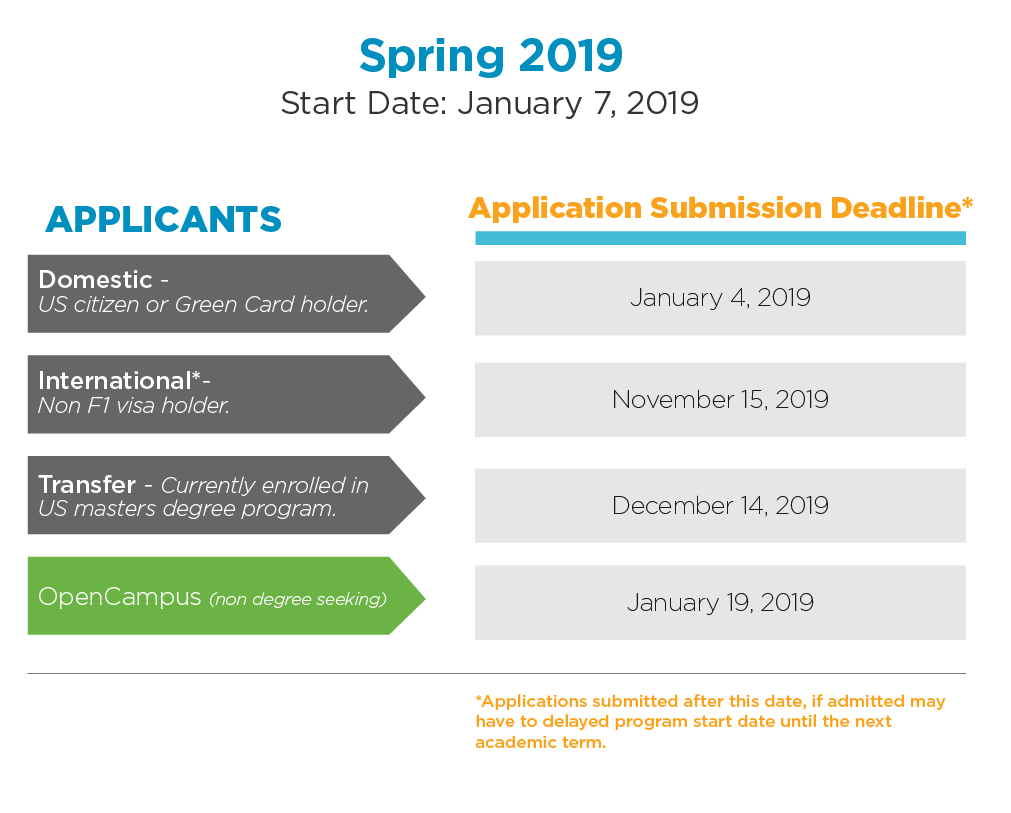 Spring 2019
Start Date: January 7, 2019
APPLICANTS
Application Submission Deadline*
Domestic -
US citizen or Green Card holder.
January 4, 2019
International*-
Non F1 visa holder.
November 15, 2019
Transfer - Currently enrolled in
US masters degree program.
December 14, 2019
OpenCampus (non degree seeking)
January 19, 2019
*Applications submitted after this date, if admitted may
have to delayed program start date until the next
academic term.